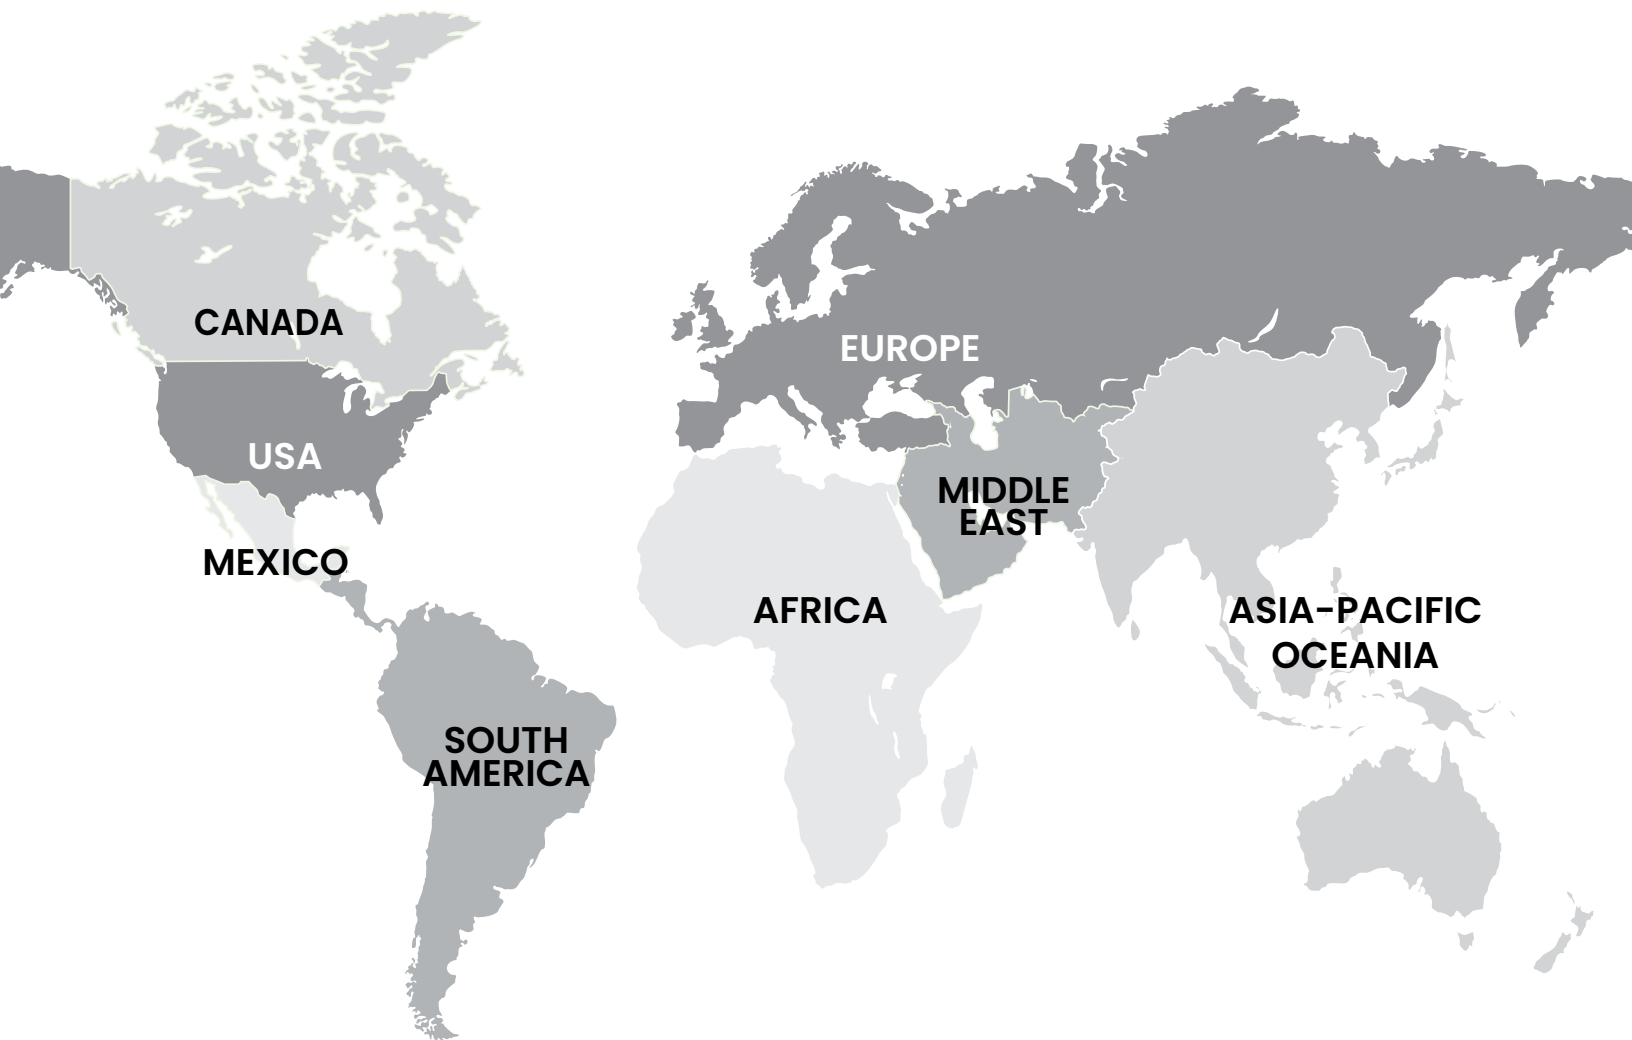 CANADA
EUROPE
USA
MIDDLE
EAST
MEXICO
AFRICA
ASIA-PACIFIC
OCEANIA
SOUTH
AMERICA